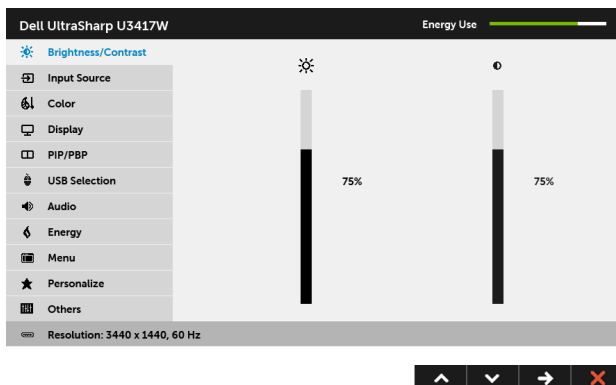 Dell UltraSharp U3417W
Energy Use
Brightness/Contrast
Input Source
Color
Display
PIP/PBP
USB Selection
Audio
Energy
Menu
Personalize
Others
75%
75%
Resolution: 3440 x 1440, 60 Hz